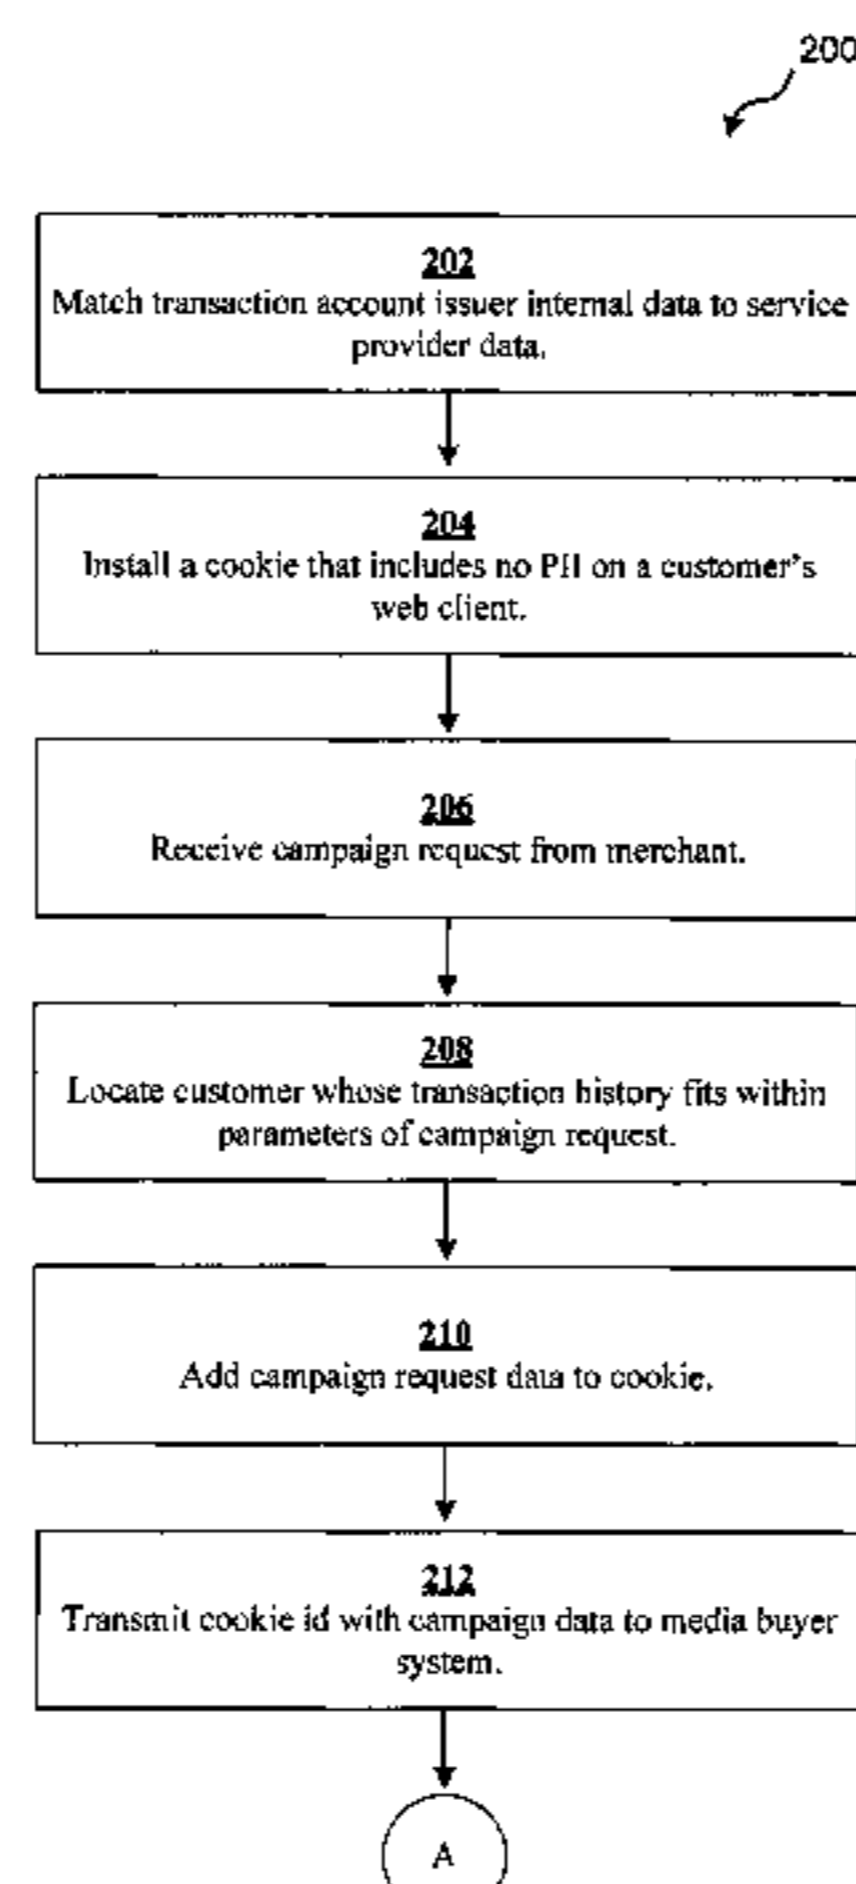 200
202
Match transaction account issuer internal data to service
provider data.
204
Install a cookie that includes no PII on a customer's
web client.
206
Receive campaign request from merchant.
208
Locate customer whose transaction history fits within
parameters of campaign request.
210
Add campaign request data to cookie.
212
Transmit cookie id with campaign data to media buyer
system.
A